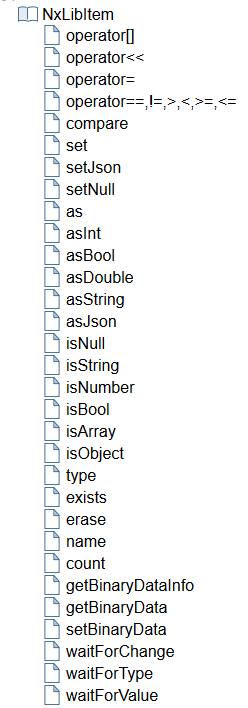 NxLibItem
operator[]
operator<<
operator=
operator==,!=,>,<,>=,<=
compare
set
setJson
setNull
as
asInt
asBool
asDouble
asString
asJson
isNull
isString
isNumber
isBool
isArray
isObject
type
exists
erase
name
count
getBinaryDataInfo
getBinaryData
setBinaryData
waitForChange
waitForType
waitForValue